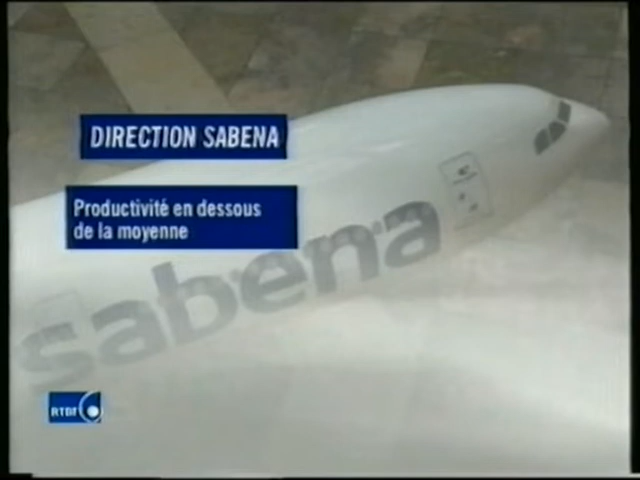 DIRECTION SABENA
Productivité en dessous
de la moyenne
sabena
RTBF